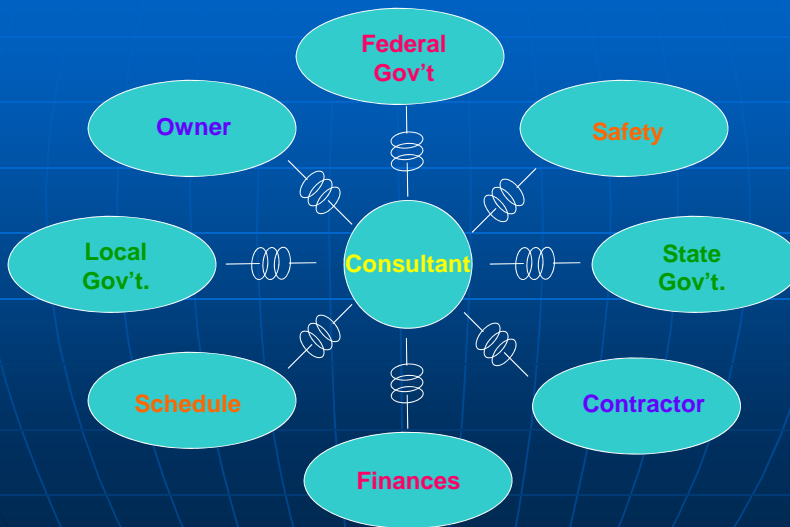 Federal
Gov't
Owner
Safety
Local
Gov't.
Consultant
State
Gov't.
Schedule
Contractor
Finances